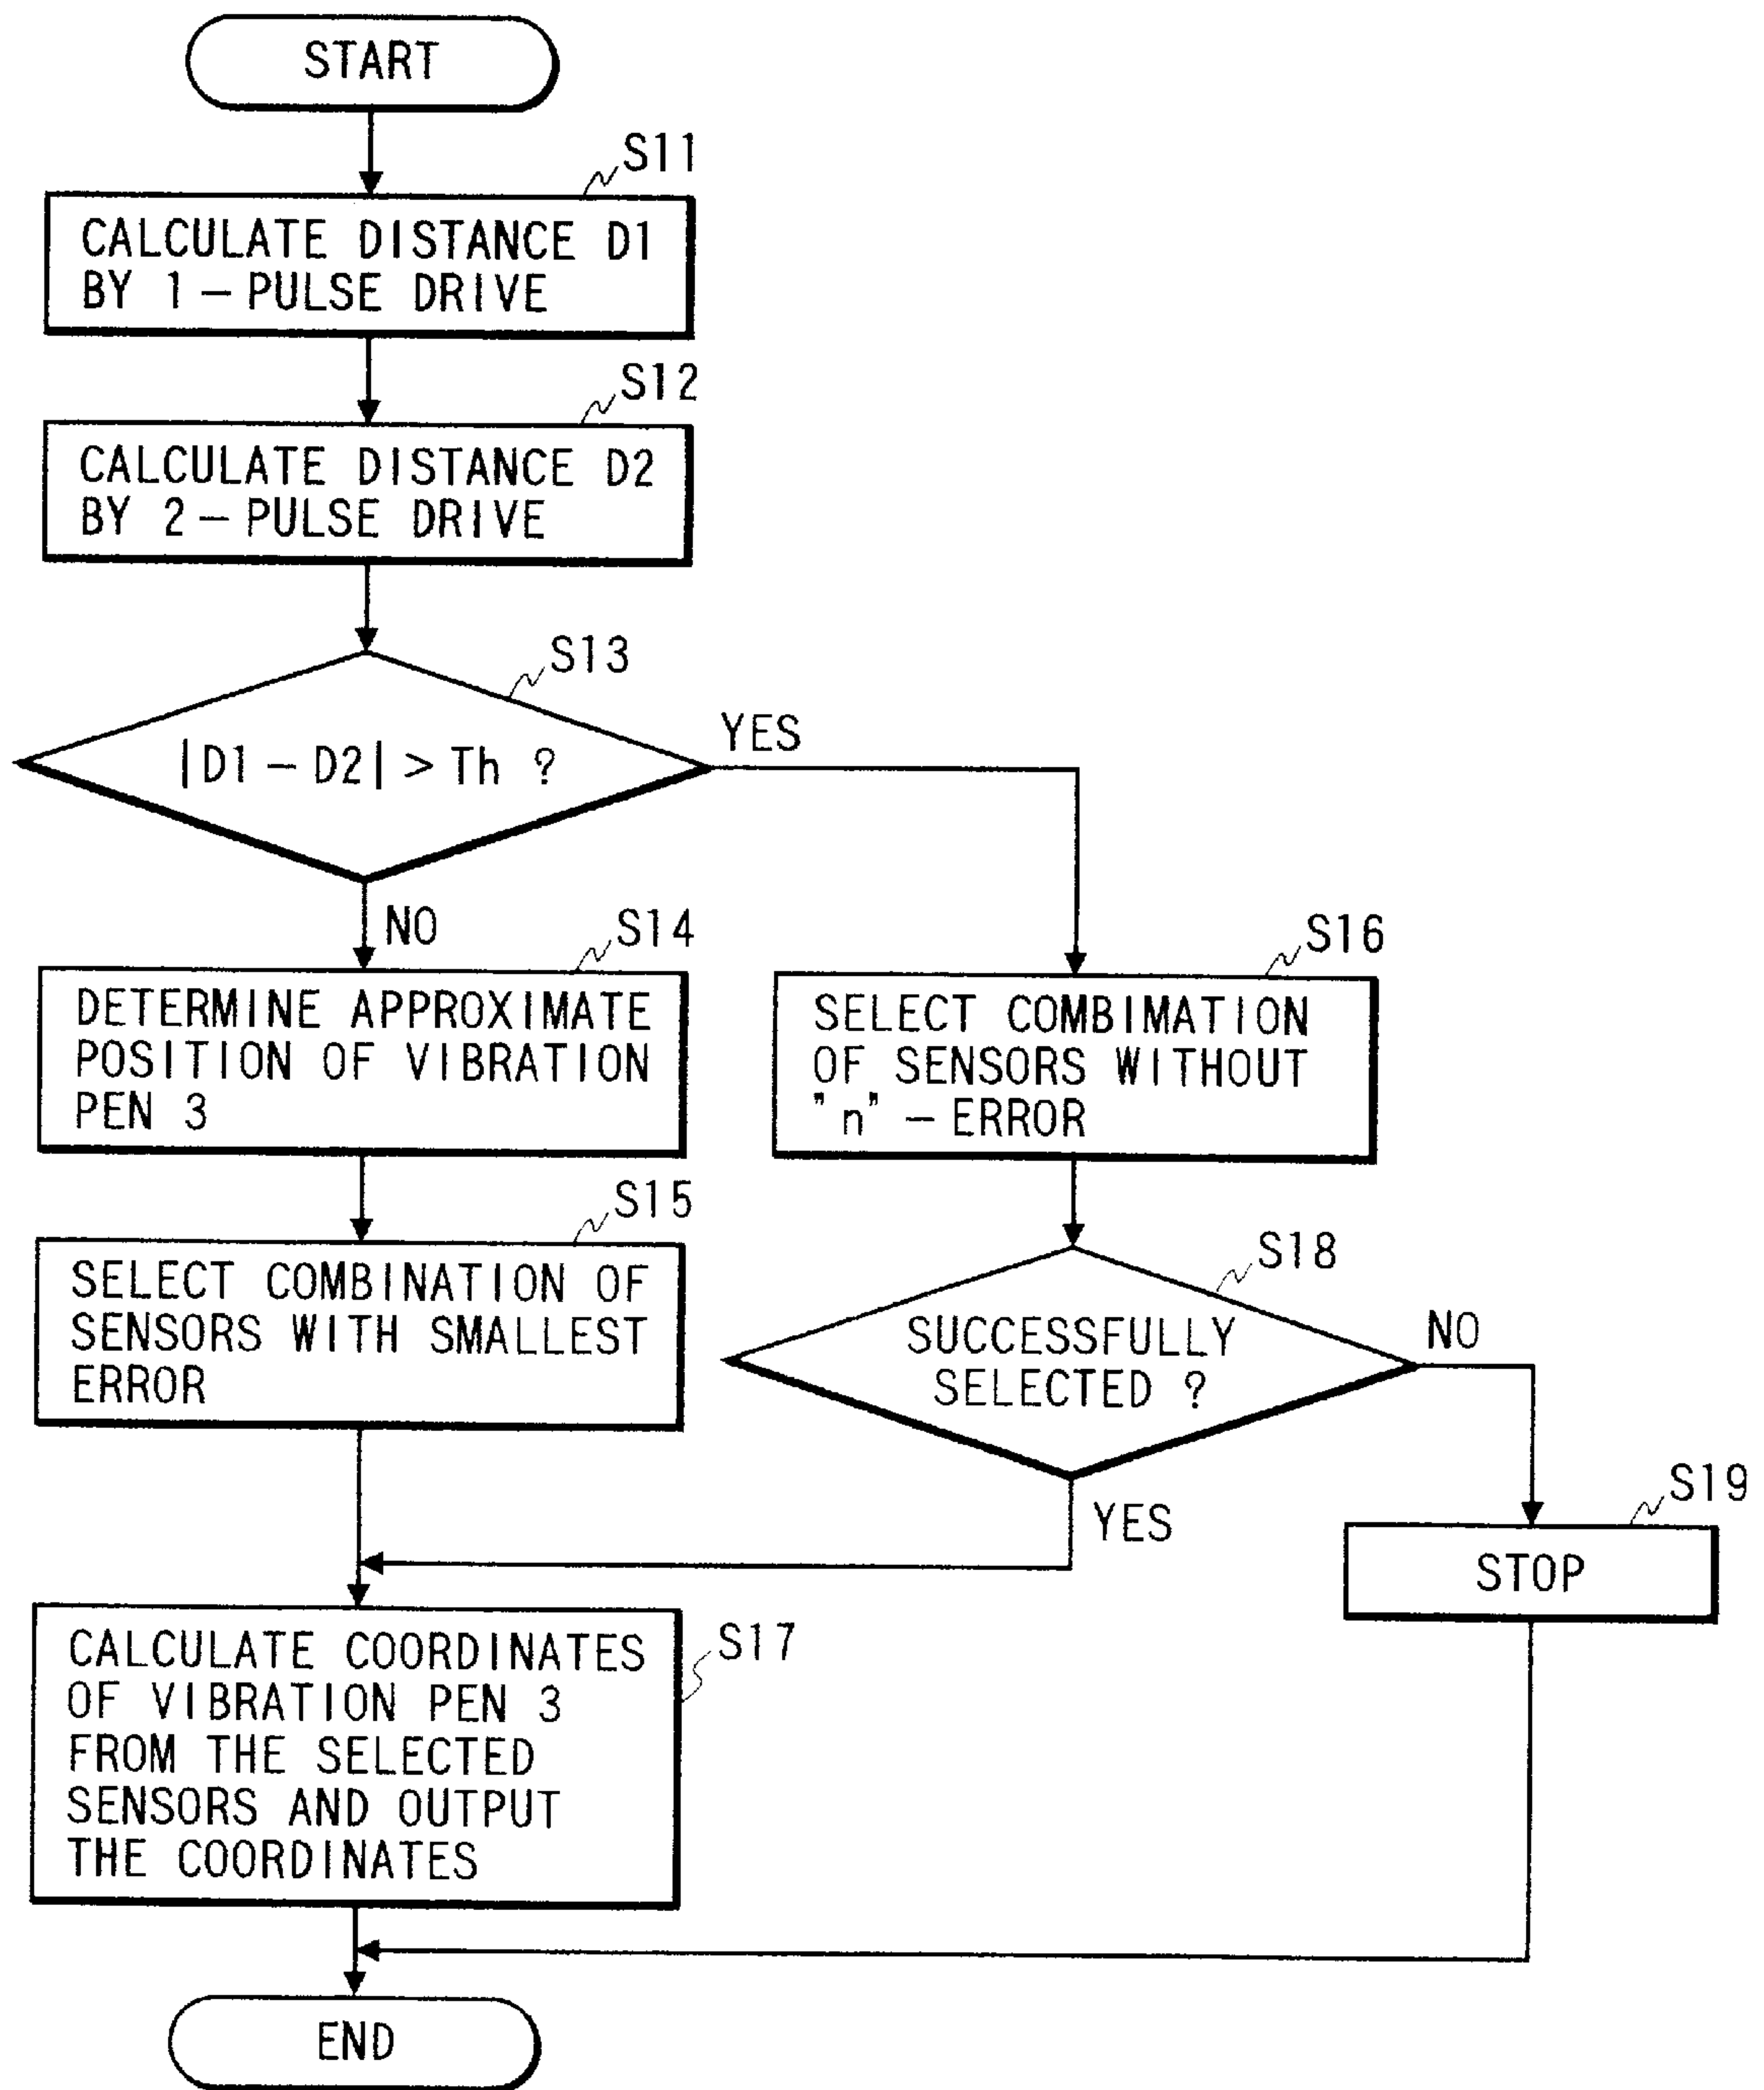 START
S11
CALCULATE DISTANCE D1
BY 1 – PULSE DRIVE
S12
CALCULATE DISTANCE D2
BY 2 – PULSE DRIVE
S13
|D1 – D2| > Th ?
YES
NO
S14
DETERMINE APPROXIMATE
POSITION OF VIBRATION
PEN 3
S16
SELECT COMBIMATION
OF SENSORS WITHOUT
"n" – ERROR
S15
SELECT COMBINATION OF
SENSORS WITH SMALLEST
ERROR
S18
SUCCESSFULLY
SELECTED ?
NO
YES
S19
STOP
S17
CALCULATE COORDINATES
OF VIBRATION PEN 3
FROM THE SELECTED
SENSORS AND OUTPUT
THE COORDINATES
END